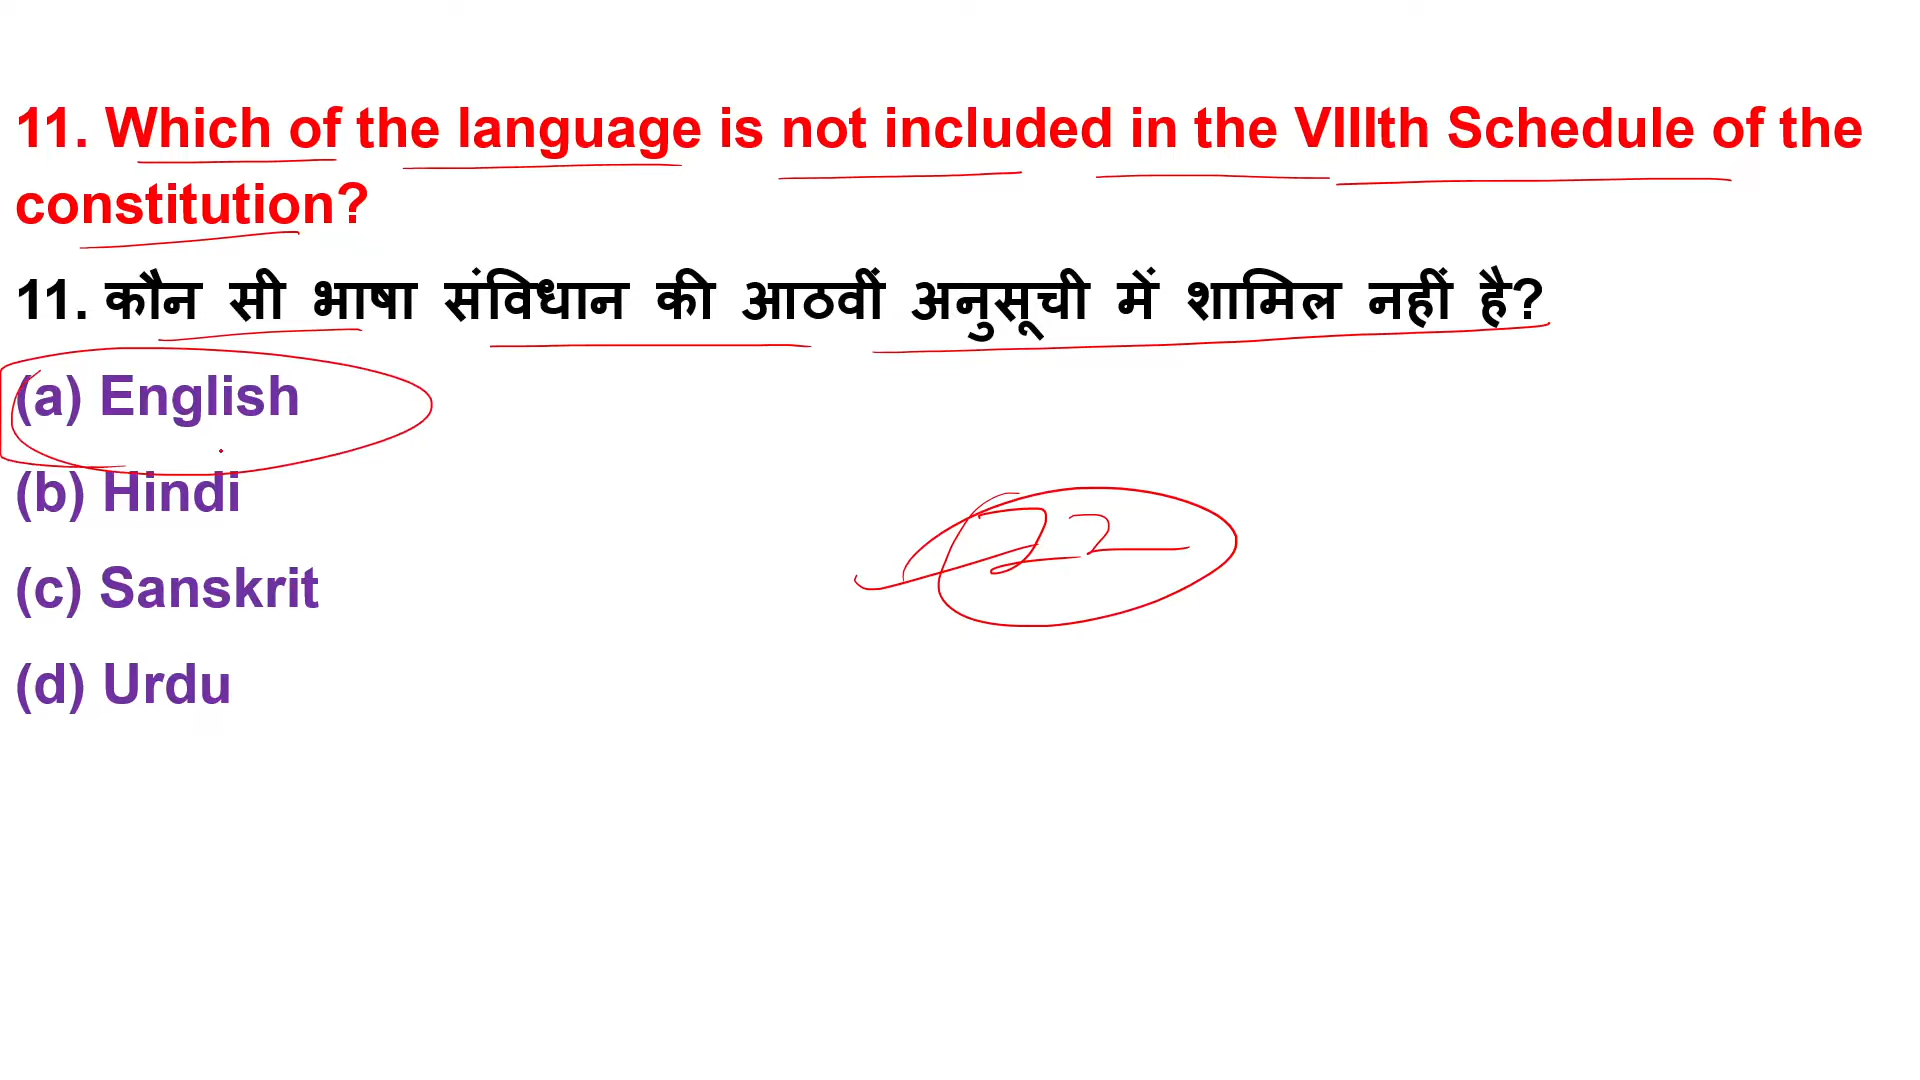 11. Which of the language is not included in the VIIIth Schedule of the
constitution?
11. कौन सी भाषा संविधान की आठवीं अनुसूची में शामिल नहीं है?
(a) English
(b) Hindi
22
(c) Sanskrit
(d) Urdu